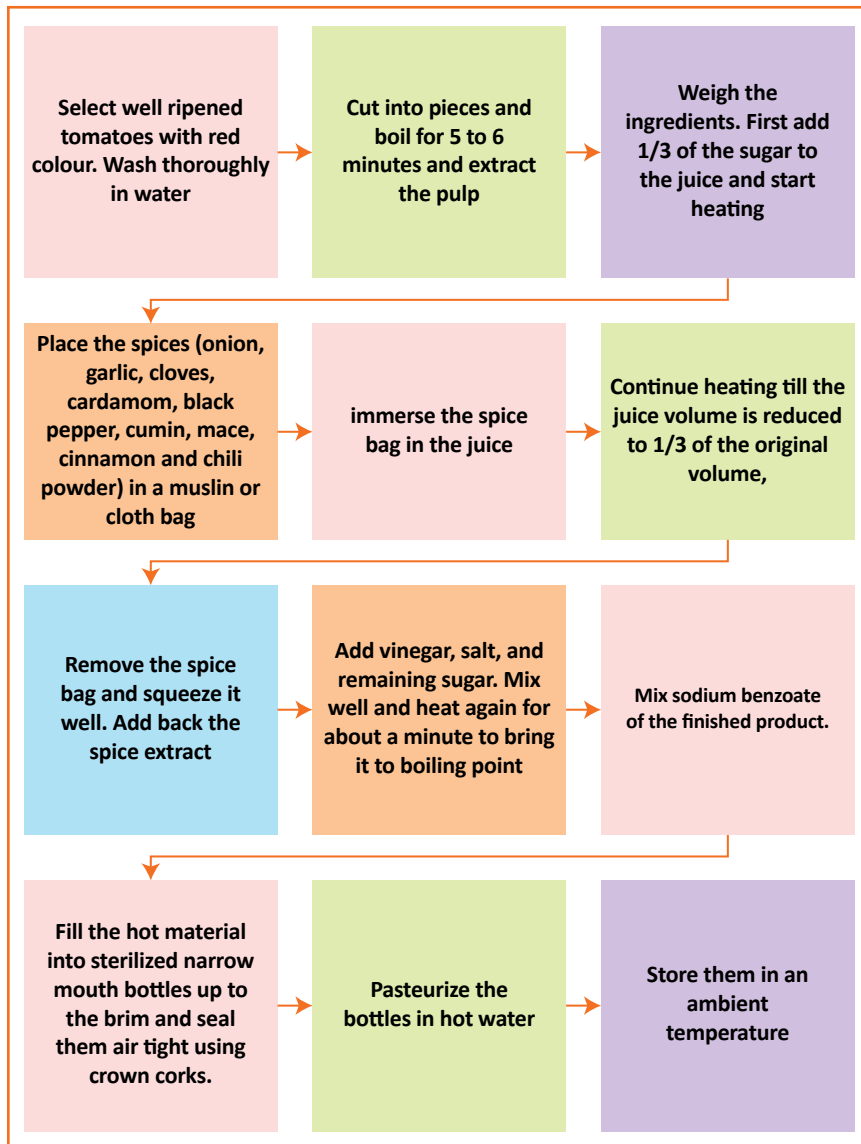 Select well ripened
tomatoes with red
colour. Wash thoroughly
in water
Cut into pieces and
boil for 5 to 6
minutes and extract
the pulp
Weigh the
ingredients. First add
1/3 of the sugar to
the juice and start
heating
Place the spices (onion,
garlic, cloves,
cardamom, black
pepper, cumin, mace,
cinnamon and chili
powder) in a muslin or
cloth bag
immerse the spice
bag in the juice
Continue heating till the
juice volume is reduced
to 1/3 of the original
volume,
Remove the spice
bag and squeeze it
well. Add back the
spice extract
Add vinegar, salt, and
remaining sugar. Mix
well and heat again for
about a minute to bring
it to boiling point
Mix sodium benzoate
of the finished product.
Fill the hot material
into sterilized narrow
mouth bottles up to
the brim and seal
them air tight using
crown corks.
Pasteurize the
bottles in hot water
Store them in an
ambient
temperature